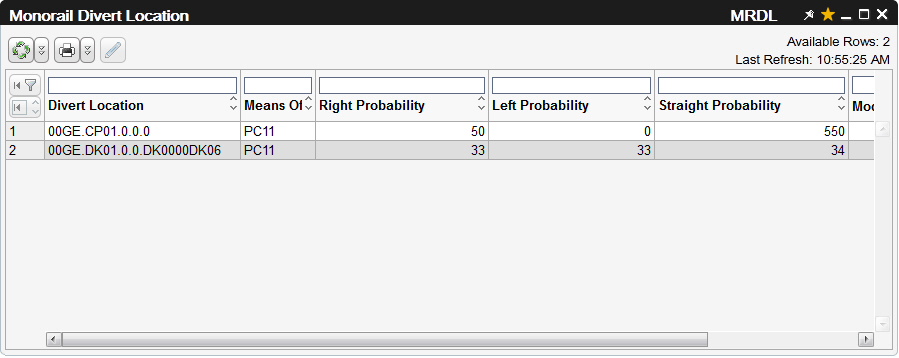 Monorail Divert Location MRDL
Available Rows: 2
Last Refresh: 10:55:25 AM
Divert Location Means Of Right Probability Left Probability Straight Probability
1 00GE.CP01.0.0.0 PC11 50 0 550
2 00GE.DK01.0.0.DK0000DK06 PC11 33 33 34